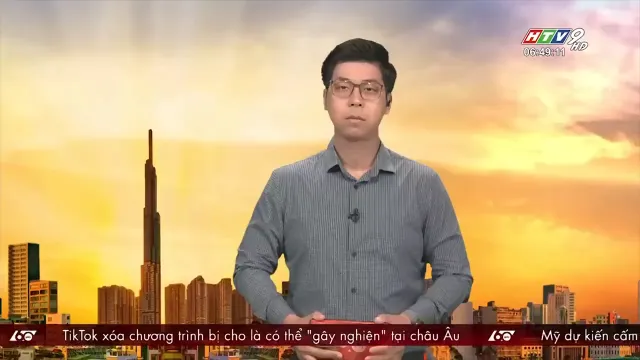 HTV9 HD
06:49:11
TikTok xóa chương trình bị cho là có thể "gây nghiện" tại châu Âu
Mỹ dự kiến cấm